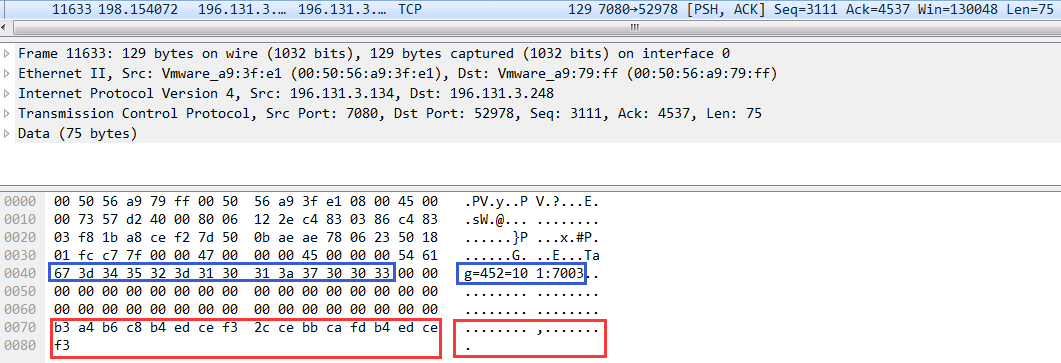 11633 198.154072 196.131.3.… 196.131.3.… TCP 129 7080→52978 [PSH, ACK] Seq=3111 Ack=4537 Win=130048 Len=75
Frame 11633: 129 bytes on wire (1032 bits), 129 bytes captured (1032 bits) on interface 0
Ethernet II, Src: Vmware_a9:3f:e1 (00:50:56:a9:3f:e1), Dst: Vmware_a9:79:ff (00:50:56:a9:79:ff)
Internet Protocol Version 4, Src: 196.131.3.134, Dst: 196.131.3.248
Transmission Control Protocol, Src Port: 7080, Dst Port: 52978, Seq: 3111, Ack: 4537, Len: 75
Data (75 bytes)
0000 00 50 56 a9 79 ff 00 50 56 a9 3f e1 08 00 45 00 .PV.y..P V.?...E.
0010 00 73 57 d2 40 00 80 06 12 2e c4 83 03 86 c4 83 .sW.@... ........
0020 03 f8 1b a8 ce f2 7d 50 0b ae ae 78 06 23 50 18 ......}P ...x.#P.
0030 01 fc c7 7f 00 00 47 00 00 00 45 00 00 00 54 61 ......G. ..E...Ta
0040 67 3d 34 35 32 3d 31 30 31 3a 37 30 30 33 00 00 g=452=10 1:7003..
0050 00 00 00 00 00 00 00 00 00 00 00 00 00 00 00 00 ........ ........
0060 00 00 00 00 00 00 00 00 00 00 00 00 00 00 00 00 ........ ........
0070 b3 a4 b6 c8 b4 ed ce f3 2c ce bb ca fd b4 ed ce ........ ,.......
0080 f3 .